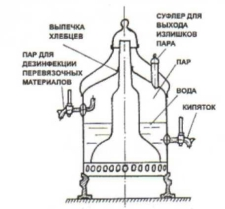 ВЫПЕЧКА
ХЛЕБЦЕВ
ПАР ДЛЯ
ДЕЗИНФЕКЦИИ
ПЕРЕВЯЗОЧНЫХ
МАТЕРИАЛОВ
СУФЛЕР ДЛЯ
ВЫХОДА
ИЗЛИШКОВ
ПАРА
ПАР
ВОДА
КИПЯТОК